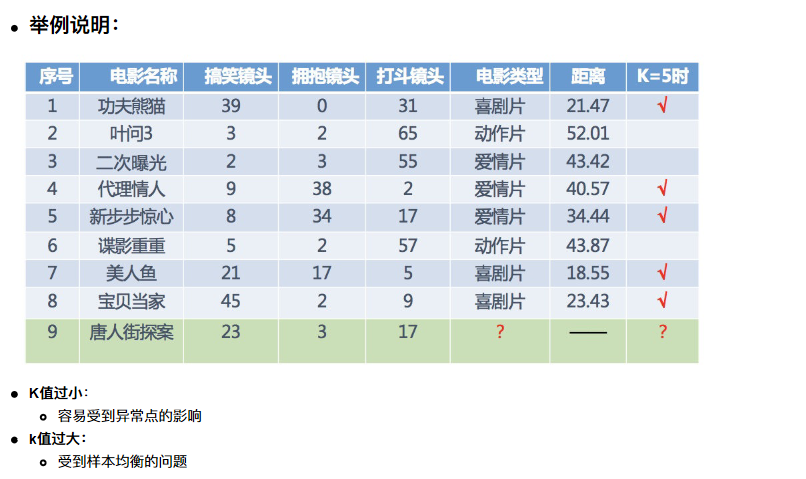 举例说明：
序号 电影名称 搞笑镜头 拥抱镜头 打斗镜头 电影类型 距离 K=5时
1 功夫熊猫 39 0 31 喜剧片 21.47 √
2 叶问3 3 2 65 动作片 52.01
3 二次曝光 2 3 55 爱情片 43.42
4 代理情人 9 38 2 爱情片 40.57 √
5 新步步惊心 8 34 17 爱情片 34.44 √
6 谍影重重 5 2 57 动作片 43.87
7 美人鱼 21 17 5 喜剧片 18.55 √
8 宝贝当家 45 2 9 喜剧片 23.43 √
9 唐人街探案 23 3 17 ? —— ?
K值过小：
容易受到异常点的影响
k值过大：
受到样本均衡的问题